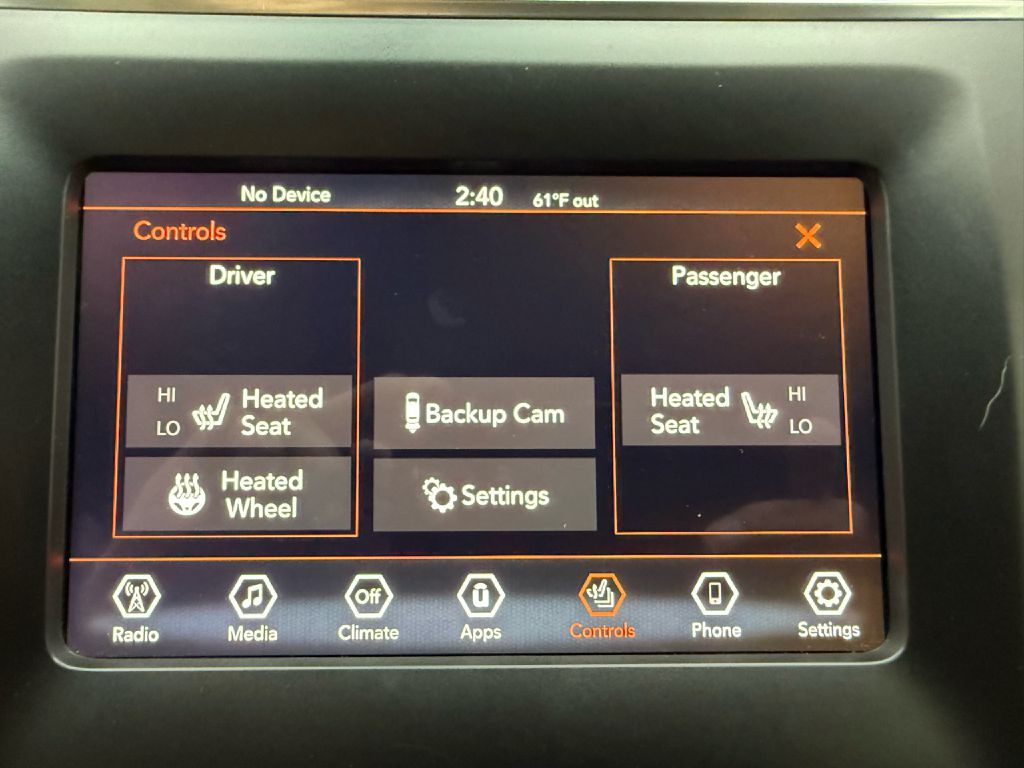 No Device 2:40 61°F out
Controls
Driver
Passenger
HI
LO
Heated
Seat
Backup Cam
Heated
Seat
HI
LO
Heated
Wheel
Settings
Off
Radio Media Climate Apps Controls Phone Settings